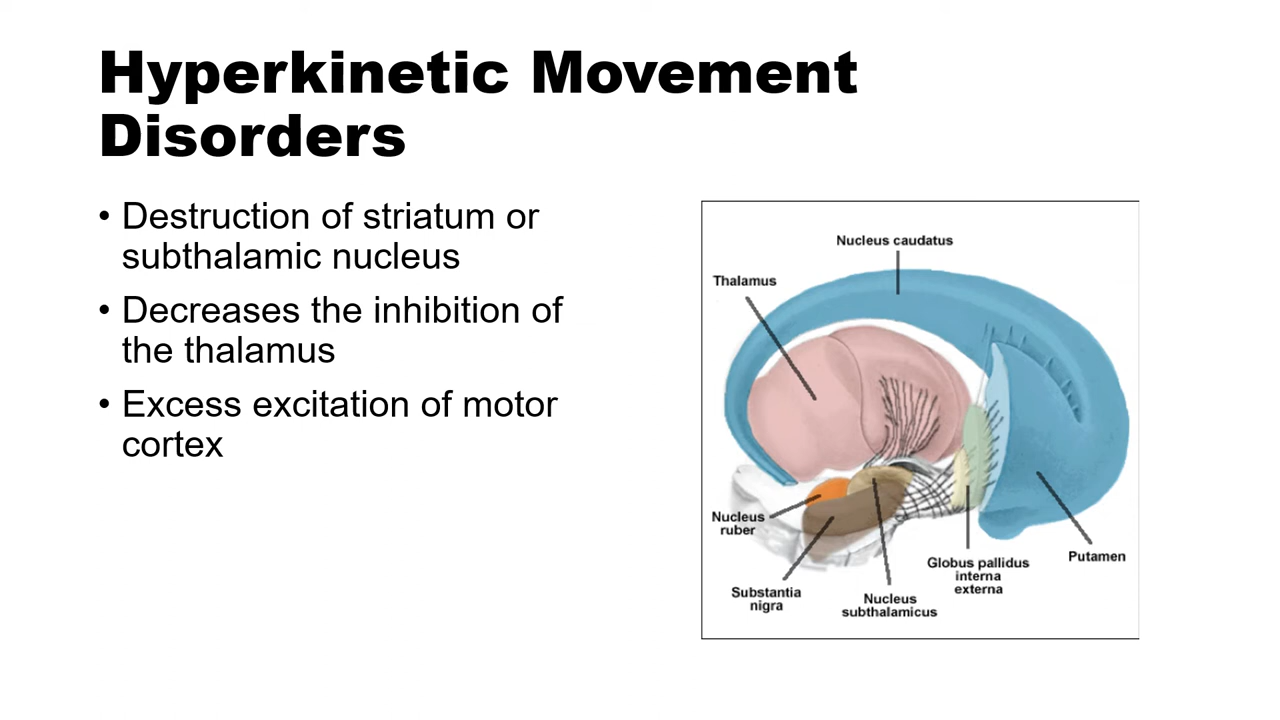 Hyperkinetic Movement
Disorders
• Destruction of striatum or
subthalamic nucleus
• Decreases the inhibition of
the thalamus
• Excess excitation of motor
cortex
Nucleus caudatus
Thalamus
Nucleus
ruber
Substantia
nigra
Nucleus
subthalamicus
Globus pallidus
interna
externa
Putamen